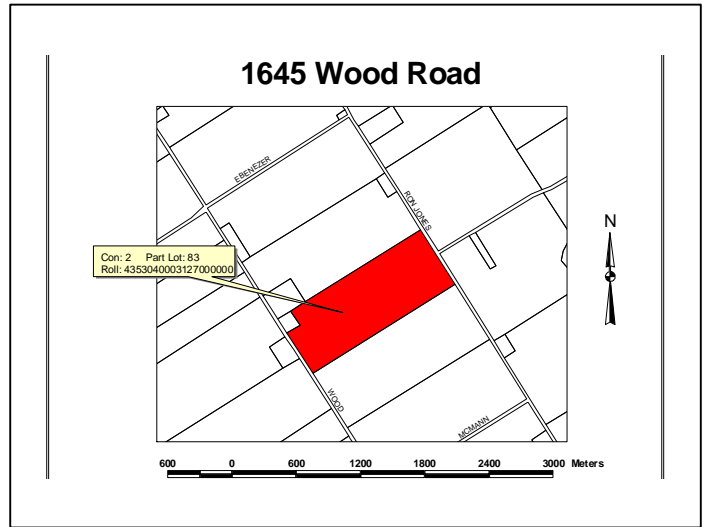 1645 Wood Road
EBENEZER
RON JONES
N
Con: 2 Part Lot: 83
Roll: 4353040003127000000
WOOD
MCMANN
600 0 600 1200 1800 2400 3000 Meters